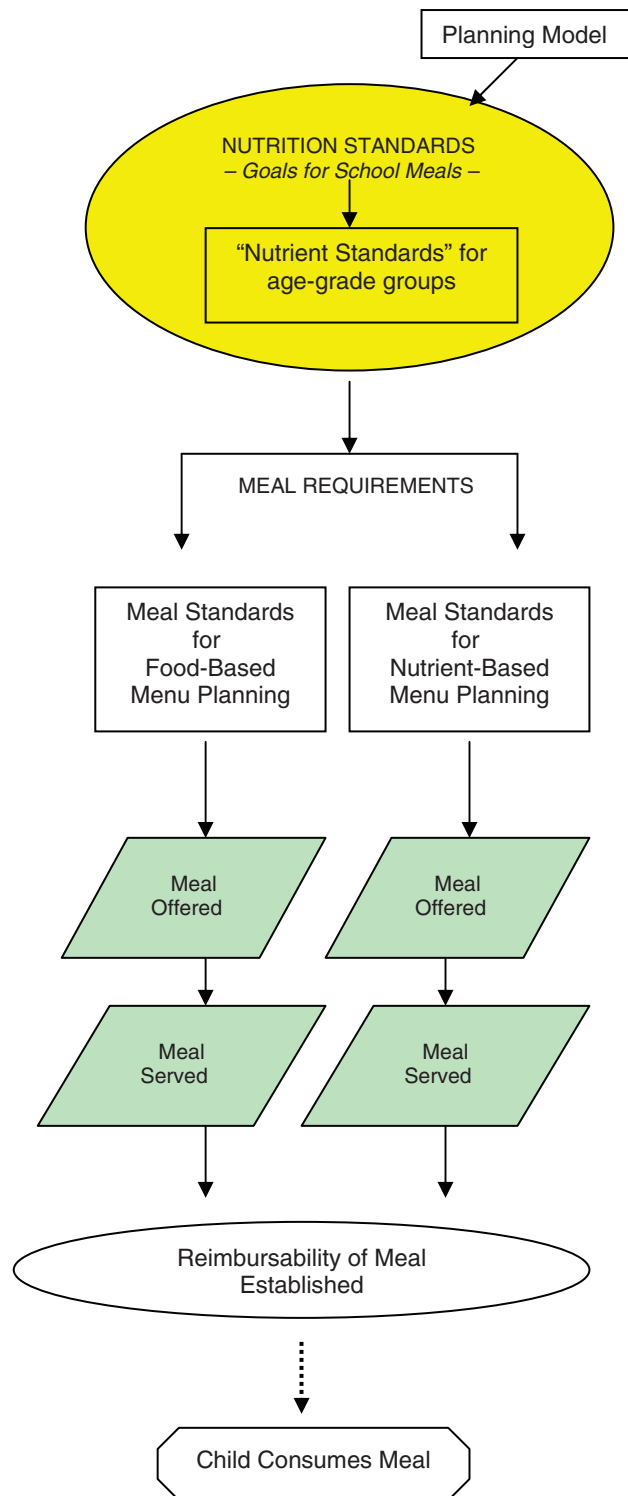 Planning Model
NUTRITION STANDARDS
– Goals for School Meals –
“Nutrient Standards” for
age-grade groups
MEAL REQUIREMENTS
Meal Standards
for
Food-Based
Menu Planning
Meal Standards
for
Nutrient-Based
Menu Planning
Meal
Offered
Meal
Offered
Meal
Served
Meal
Served
Reimbursability of Meal
Established
Child Consumes Meal